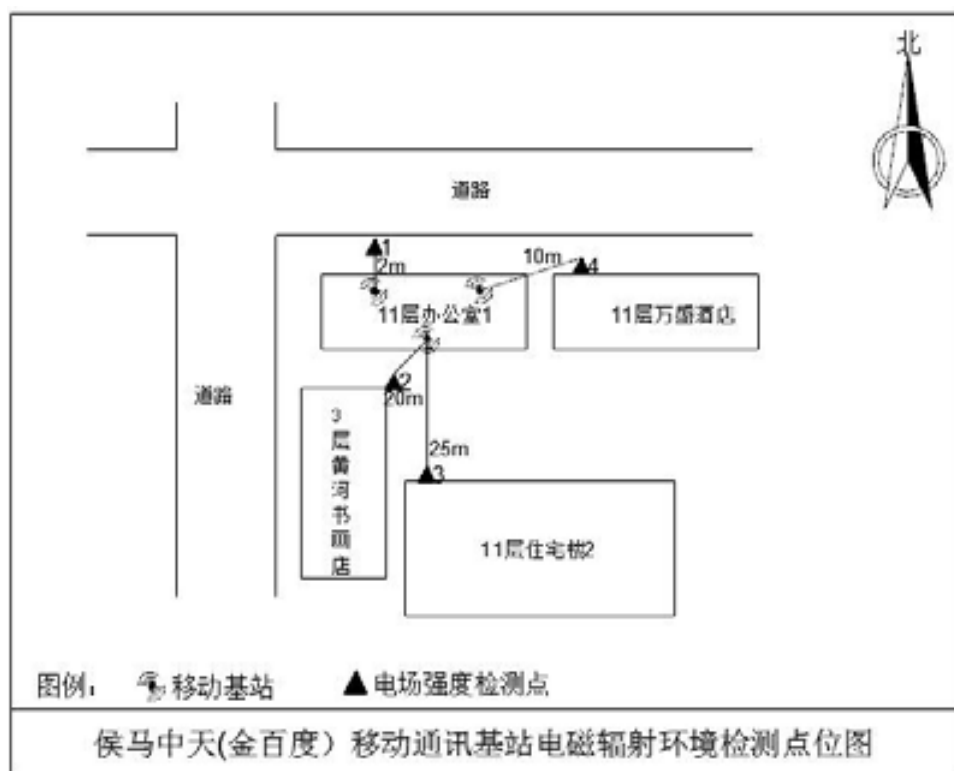 北
道路
1
2m
10m
4
11层办公室1
11层万盛酒店
道路
2
20m
3层黄河书画店
25m
3
11层住宅楼2
图例：
移动基站
电场强度检测点
侯马中天(金百度）移动通讯基站电磁辐射环境检测点位图